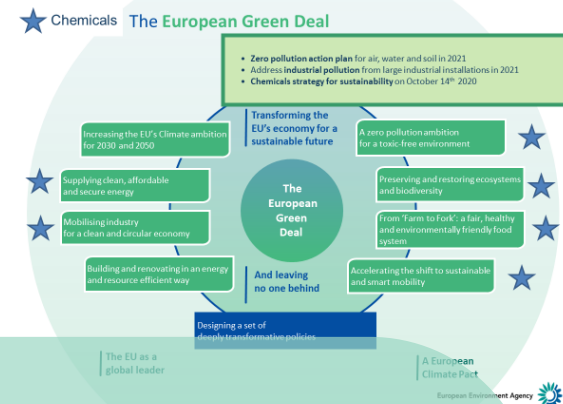 Chemicals The European Green Deal
• Zero pollution action plan for air, water and soil in 2021
• Address industrial pollution from large industrial installations in 2021
• Chemicals strategy for sustainability on October 14th 2020
Transforming the
EU's economy for a
sustainable future
Increasing the EU's Climate ambition
for 2030 and 2050
A zero pollution ambition
for a toxic-free environment
Supplying clean, affordable
and secure energy
Preserving and restoring ecosystems
and biodiversity
The
European
Green
Deal
Mobilising industry
for a clean and circular economy
From 'Farm to Fork': a fair, healthy
and environmentally friendly food
system
Building and renovating in an energy
and resource efficient way
And leaving
no one behind
Accelerating the shift to sustainable
and smart mobility
Designing a set of
deeply transformative policies
The EU as a
global leader
A European
Climate Pact
European Environment Agency